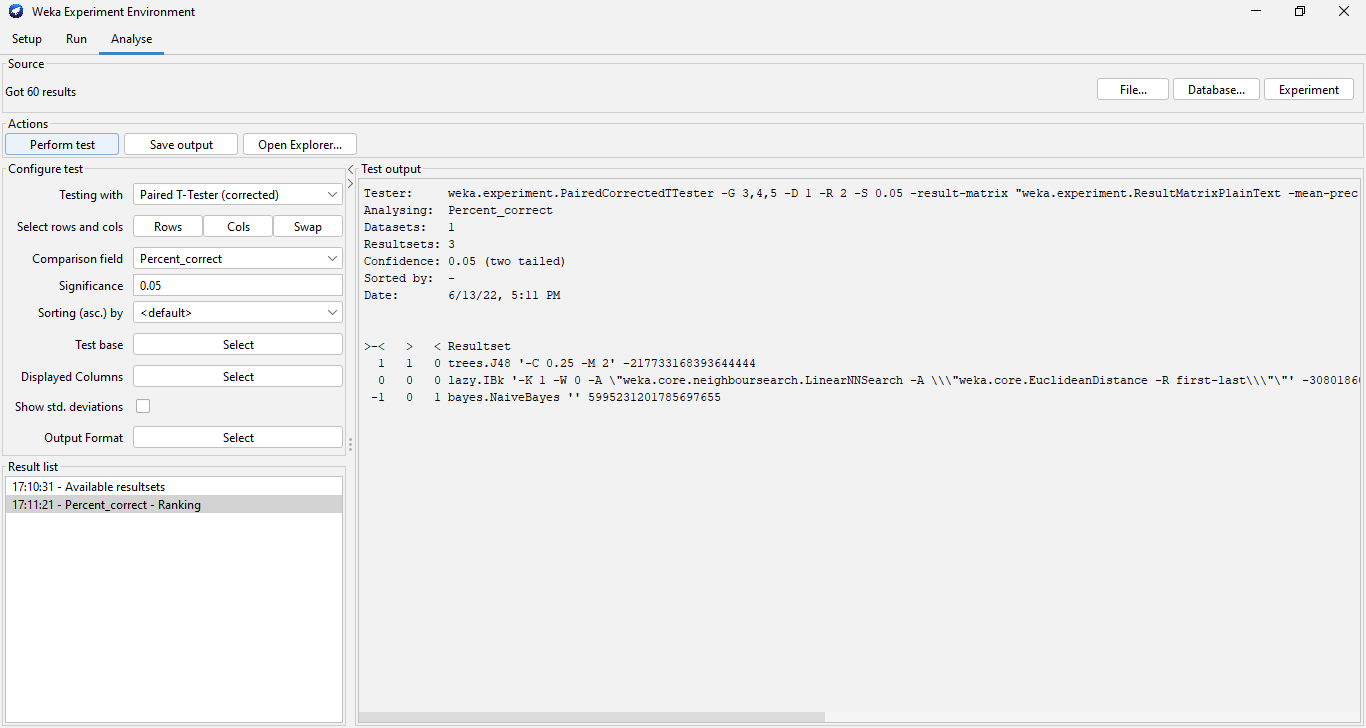 Weka Experiment Environment
Setup Run Analyse
Source
Got 60 results
File... Database... Experiment
Actions
Perform test Save output Open Explorer...
Configure test
Testing with Paired T-Tester (corrected)
Select rows and cols Rows Cols Swap
Comparison field Percent_correct
Significance 0.05
Sorting (asc.) by <default>
Test base Select
Displayed Columns Select
Show std. deviations
Output Format Select
Result list
17:10:31 - Available resultsets
17:11:21 - Percent_correct - Ranking
Test output
Tester: weka.experiment.PairedCorrectedTTester -G 3,4,5 -D 1 -R 2 -S 0.05 -result-matrix "weka.experiment.ResultMatrixPlainText -mean-prec
Analysing: Percent_correct
Datasets: 1
Resultsets: 3
Confidence: 0.05 (two tailed)
Sorted by: -
Date: 6/13/22, 5:11 PM
>-< > < Resultset
1 1 0 trees.J48 '-C 0.25 -M 2' -217733168393644444
0 0 0 lazy.IBk '-K 1 -W 0 -A \"weka.core.neighboursearch.LinearNNSearch -A \\\"weka.core.EuclideanDistance -R first-last\\\"\"' -3080186
-1 0 1 bayes.NaiveBayes '' 5995231201785697655